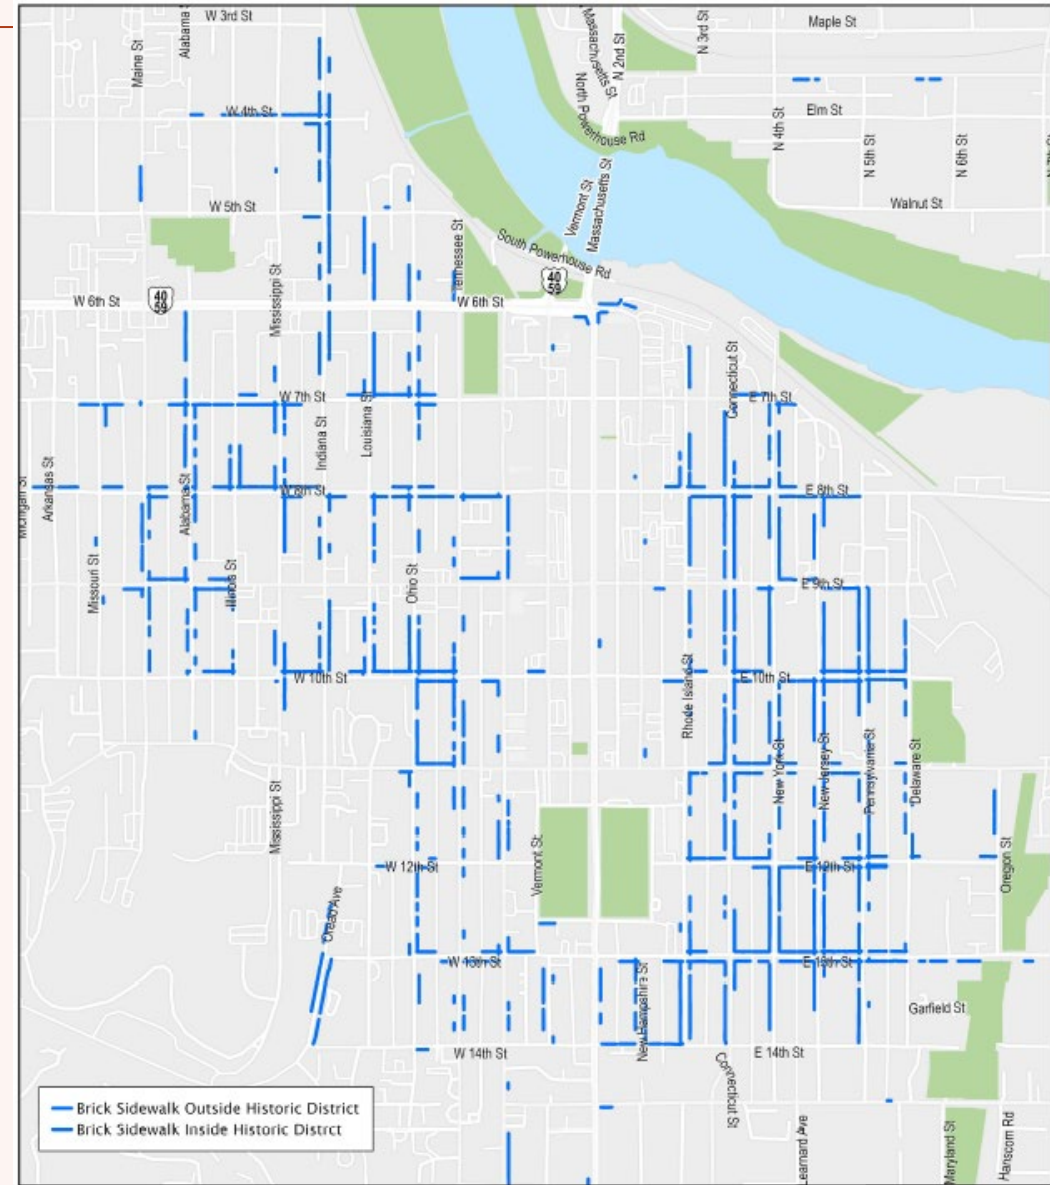 W 3rd St
Alabama S
Maine St
Massachusetts St
N 2nd St
N 3rd St
Maple St
W 4th St
North Powerhouse Rd
Elm St
N 4th St
N 5th St
N 6th St
W 5th St
Vermont St
Massachusetts St
Walnut St
Tennessee St
South Powerhouse Rd
W 6th St
40
59
Mississippi St
W 6th St
40
59
Connecticut St
W 7th St
E 7th St
Indiana St
Louisiana St
Michigan St
Arkansas St
Alabama St
W 8th St
E 8th St
Missouri St
Illinois St
Ohio St
E 9th St
W 10th St
Rhode Island St
E 10th St
Mississippi St
New York St
New Jersey St
Pennsylvania St
Delaware St
W 12th St
Vermont St
E 12th St
Oregon St
Oread Ave
W 13th St
New Hampshire St
E 13th St
Garfield St
W 14th St
Connecticut St
E 14th St
Learnard Ave
Maryland St
Hanscom Rd
Brick Sidewalk Outside Historic District
Brick Sidewalk Inside Historic Distrct